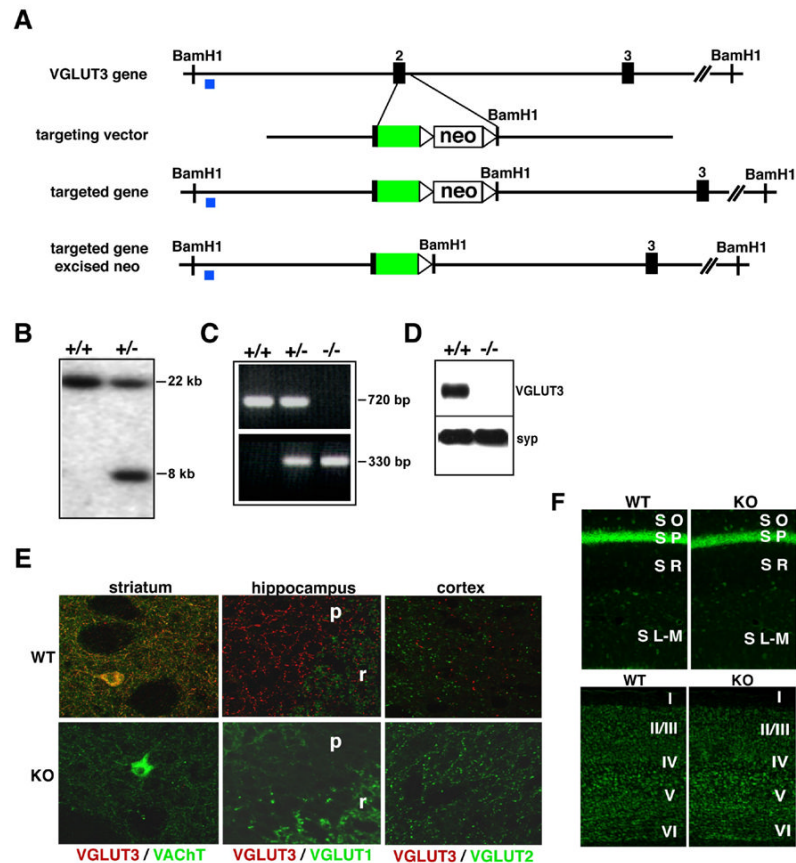 A
BamH1 2 3 BamH1
VGLUT3 gene
BamH1
targeting vector
neo
BamH1 BamH1 3 BamH1
targeted gene
neo
BamH1 BamH1 3 BamH1
targeted gene
excised neo
B
+/+ +/-
22 kb
8 kb
C
+/+ +/- -/-
720 bp
330 bp
D
+/+ -/-
VGLUT3
syp
E
striatum hippocampus cortex
WT
p
r
KO
p
r
VGLUT3 / VAChT VGLUT3 / VGLUT1 VGLUT3 / VGLUT2
F
WT KO
S O S O
S P S P
S R S R
S L-M S L-M
WT KO
I I
II/III II/III
IV IV
V V
VI VI